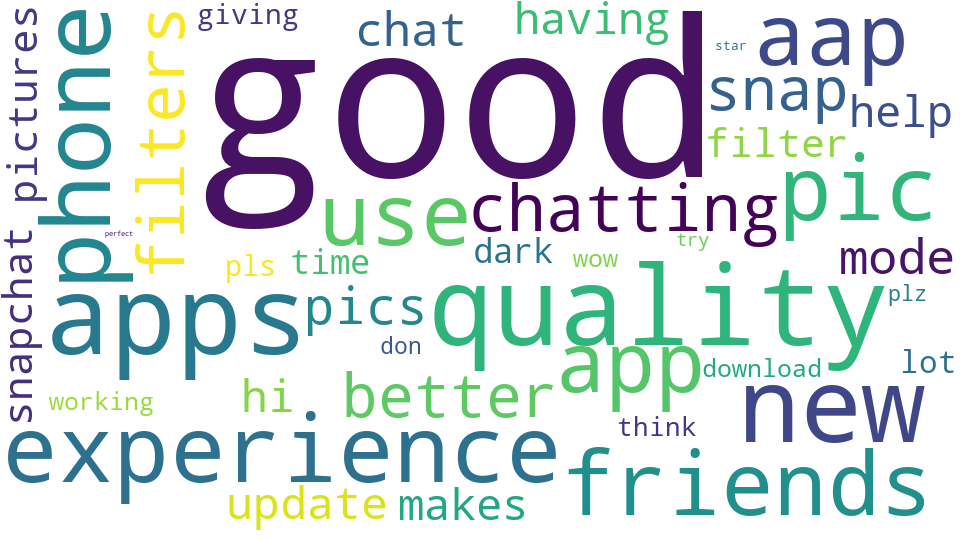 good
giving
chat
having
star
aap
snap
help
filter
pic
phone
filters
pictures
snapchat
perfect
use
chatting
dark
wow
try
mode
pls
time
apps
pics
quality
plz
don
app
download
lot
working
hi
better
new
think
experience
friends
update
makes